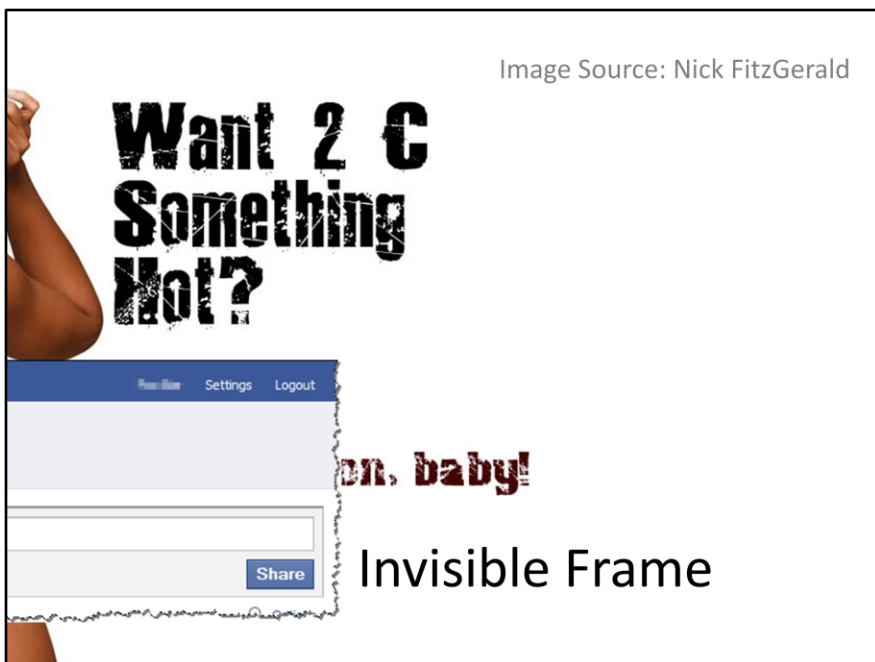 Image Source: Nick FitzGerald
Want 2 C
Something
Hot?
Settings Logout
on, baby!
Share
Invisible Frame